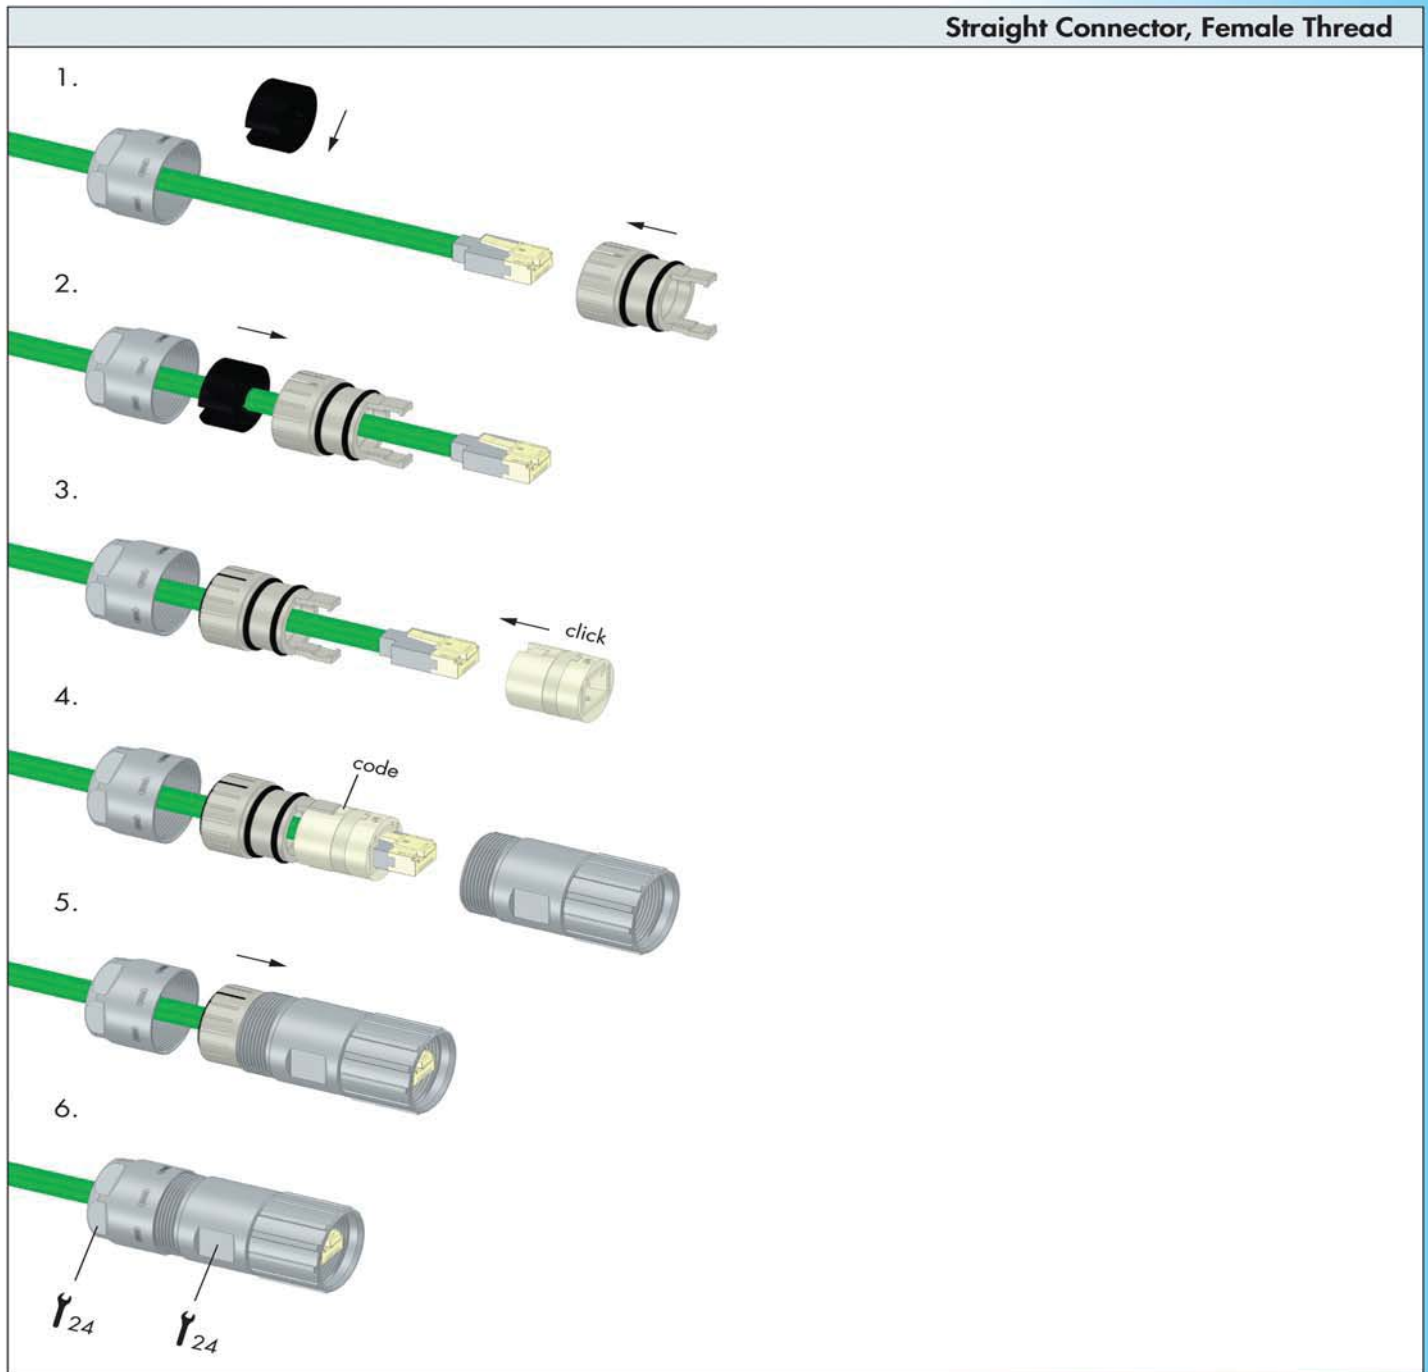 Straight Connector, Female Thread
1.
2.
3.
click
4.
code
5.
6.
24
24